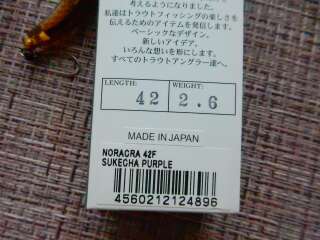 考えるようになりました。
私達はトラウトフィッシングの楽しさを
伝えるためのアイテムを発信します。
ベーシックなデザイン。
新しいアイデア。
いろんな想いを形にします。
すべてのトラウトアングラー達へ。
LENGTH: WEIGHT:
42 2.6
MADE IN JAPAN
NORAGRA 42F
SUKECHA PURPLE
4560212124896